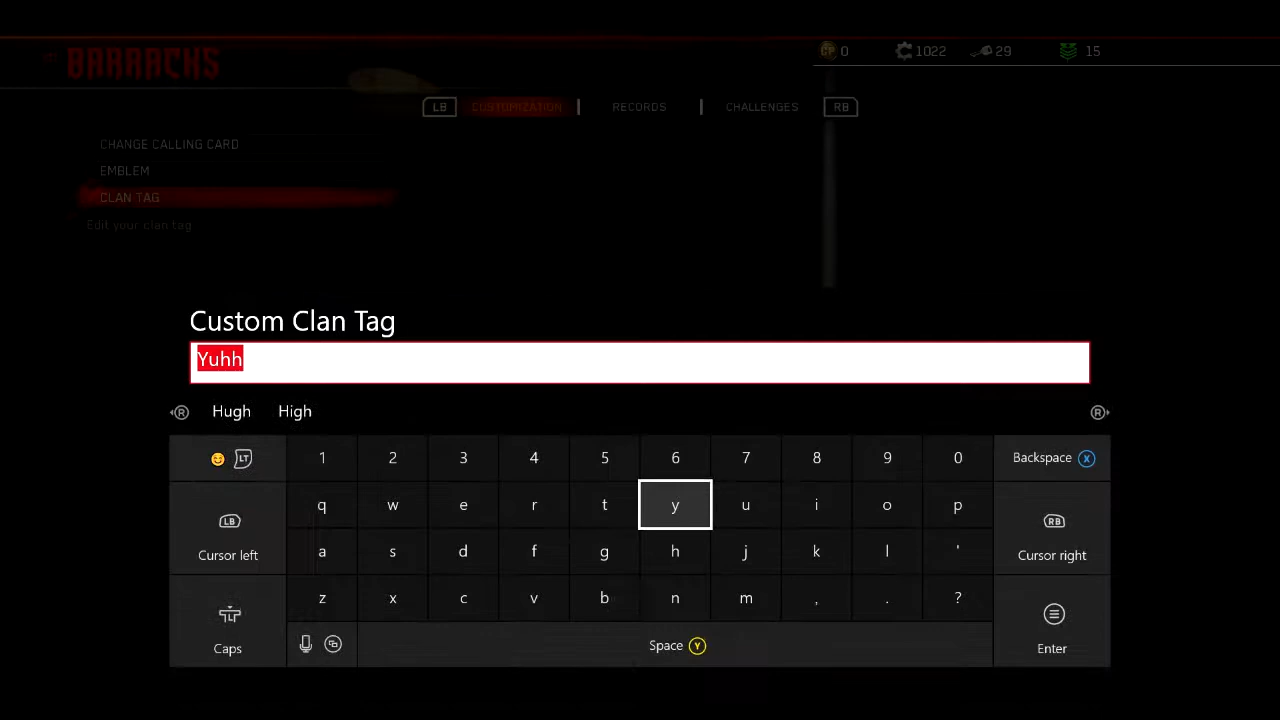 BARRACKS
CP 0 1022 29 15
LB CUSTOMIZATION RECORDS CHALLENGES RB
CHANGE CALLING CARD
EMBLEM
CLAN TAG
Edit your clan tag
Custom Clan Tag
Yuhh
R Hugh High R
LT 1 2 3 4 5 6 7 8 9 0 Backspace X
q w e r t y u i o p
LB RB
Cursor left a s d f g h j k l ' Cursor right
z x c v b n m , . ?
Caps Space Y Enter